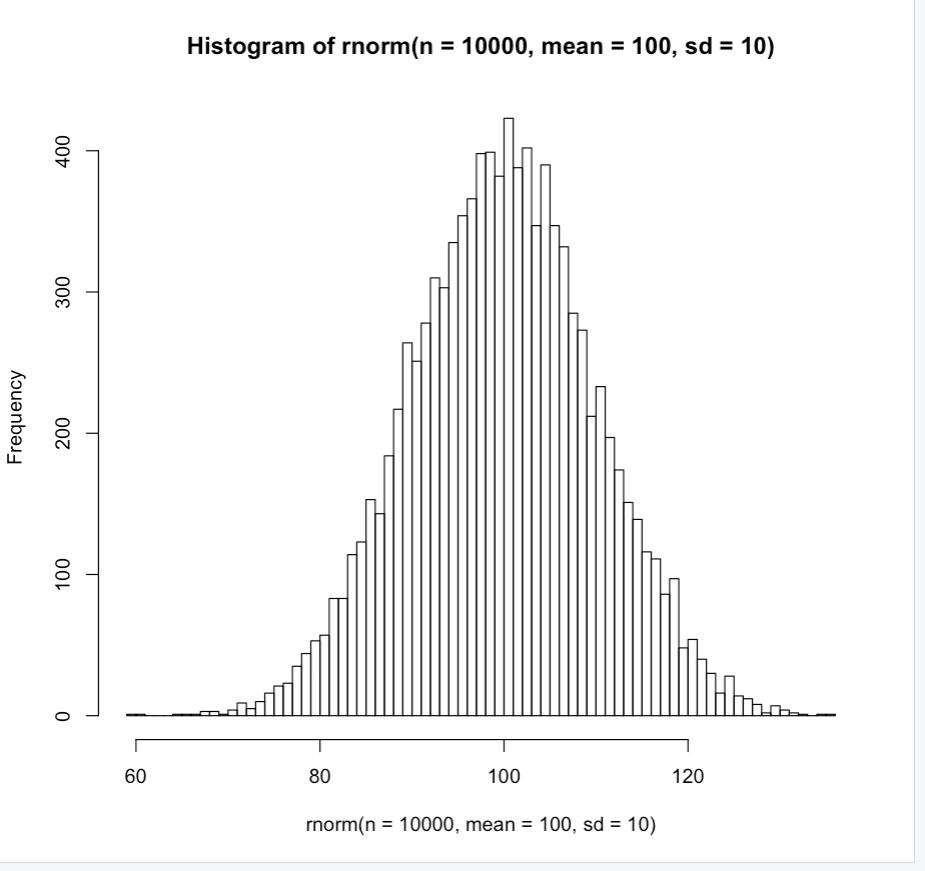 Histogram of rnorm(n = 10000, mean = 100, sd = 10)
400
300
200
100
0
Frequency
60 80 100 120
rnorm(n = 10000, mean = 100, sd = 10)